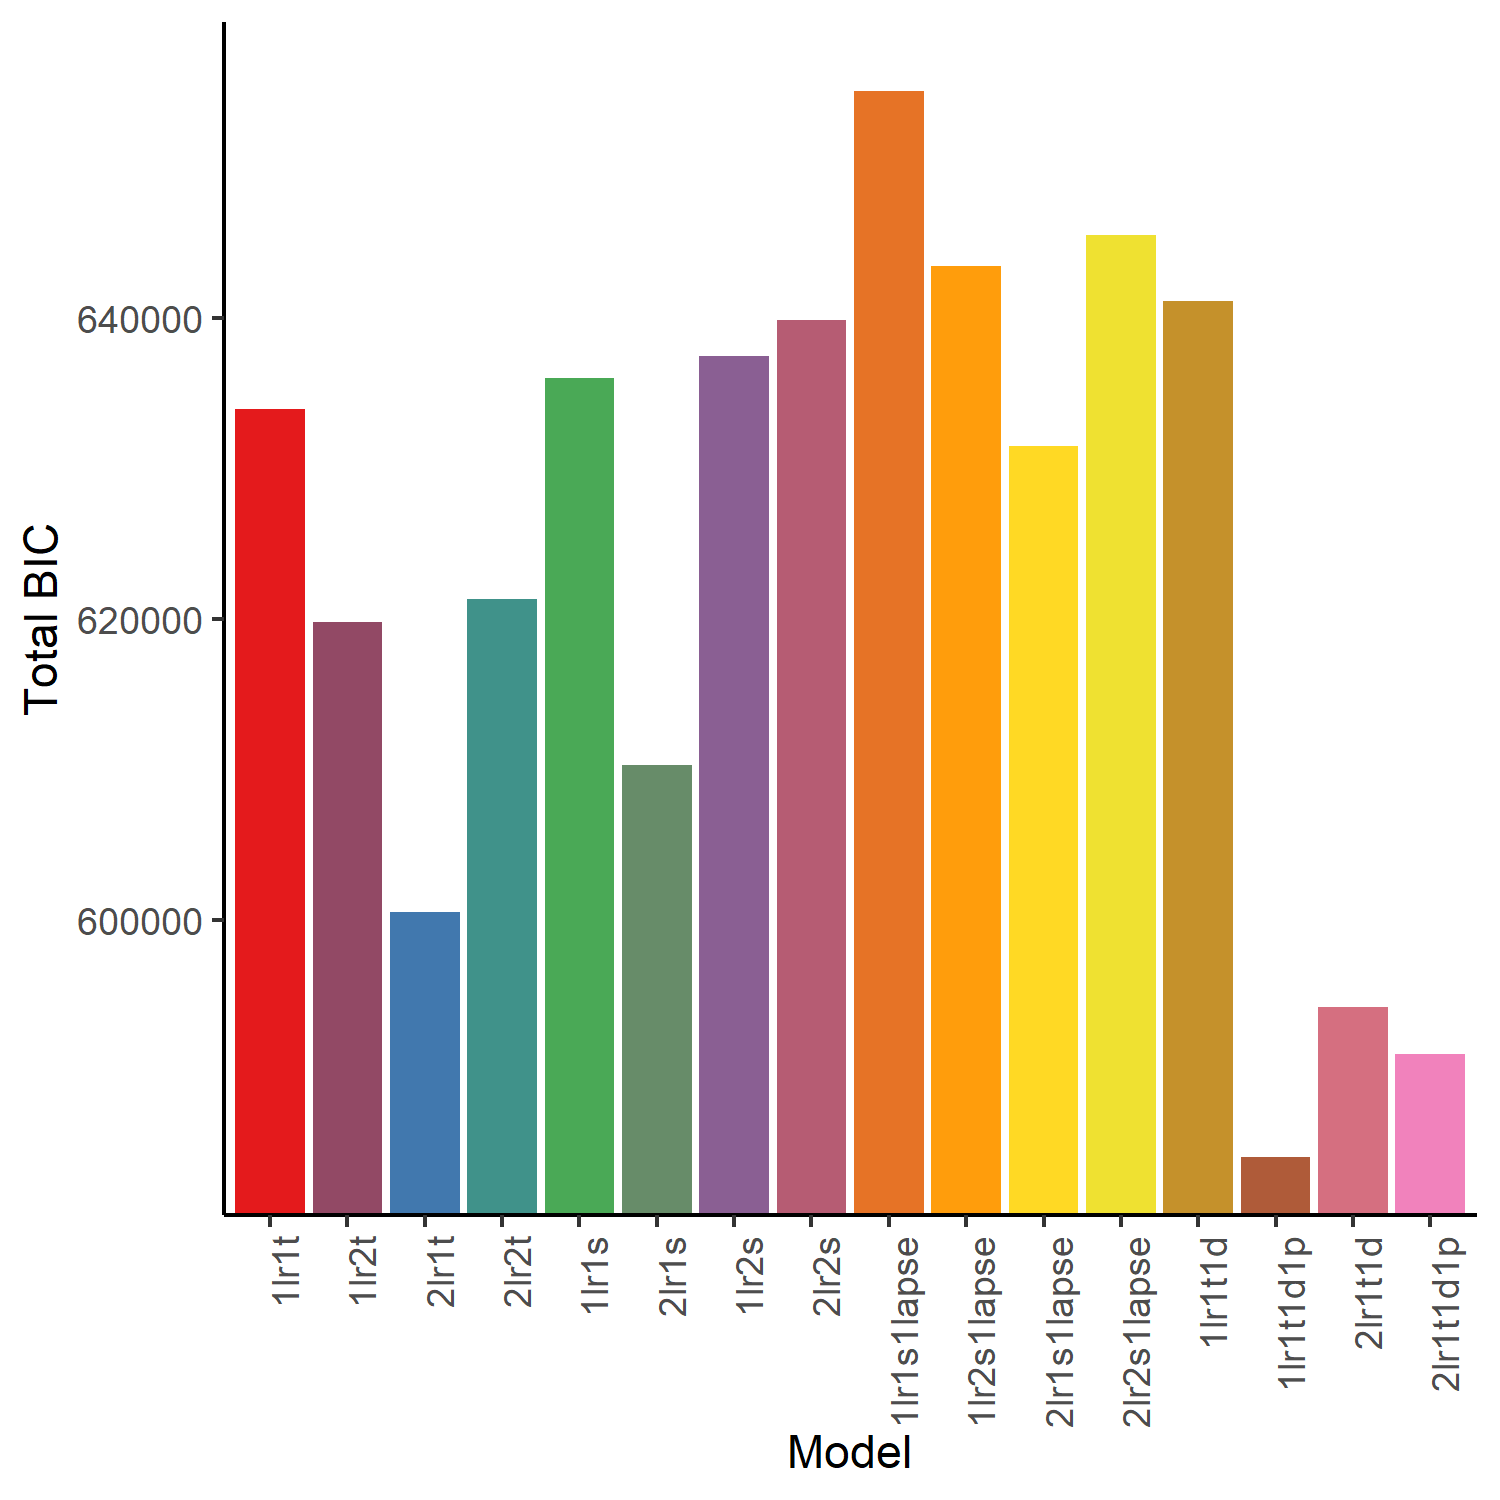 Total BIC
640000
620000
600000
1lr1t
1lr2t
2lr1t
2lr2t
1lr1s
2lr1s
1lr2s
2lr2s
1lr1s1lapse
1lr2s1lapse
2lr1s1lapse
2lr2s1lapse
1lr1t1d
1lr1t1d1p
2lr1t1d
2lr1t1d1p
Model